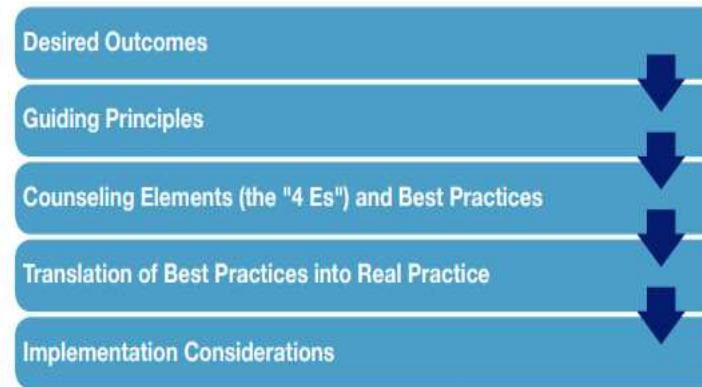 Desired Outcomes
Guiding Principles
Counseling Elements (the "4 Es") and Best Practices
Translation of Best Practices into Real Practice
Implementation Considerations